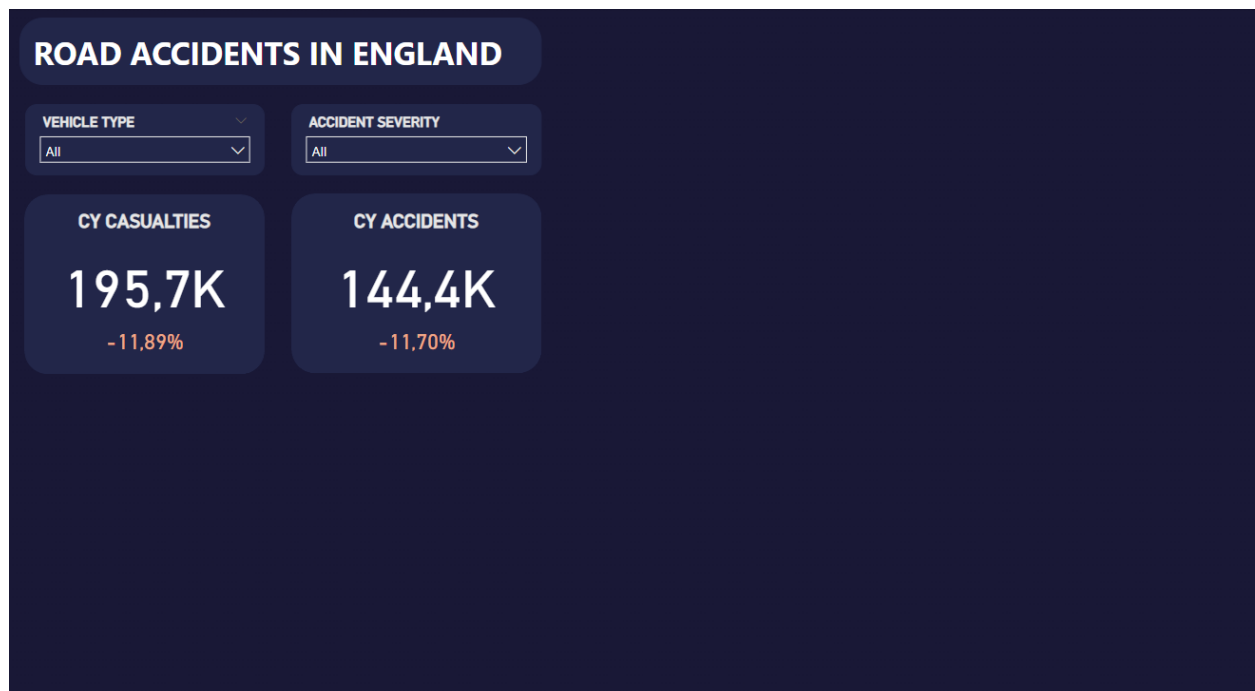 ROAD ACCIDENTS IN ENGLAND
VEHICLE TYPE
All
ACCIDENT SEVERITY
All
CY CASUALTIES
195,7K
-11,89%
CY ACCIDENTS
144,4K
-11,70%